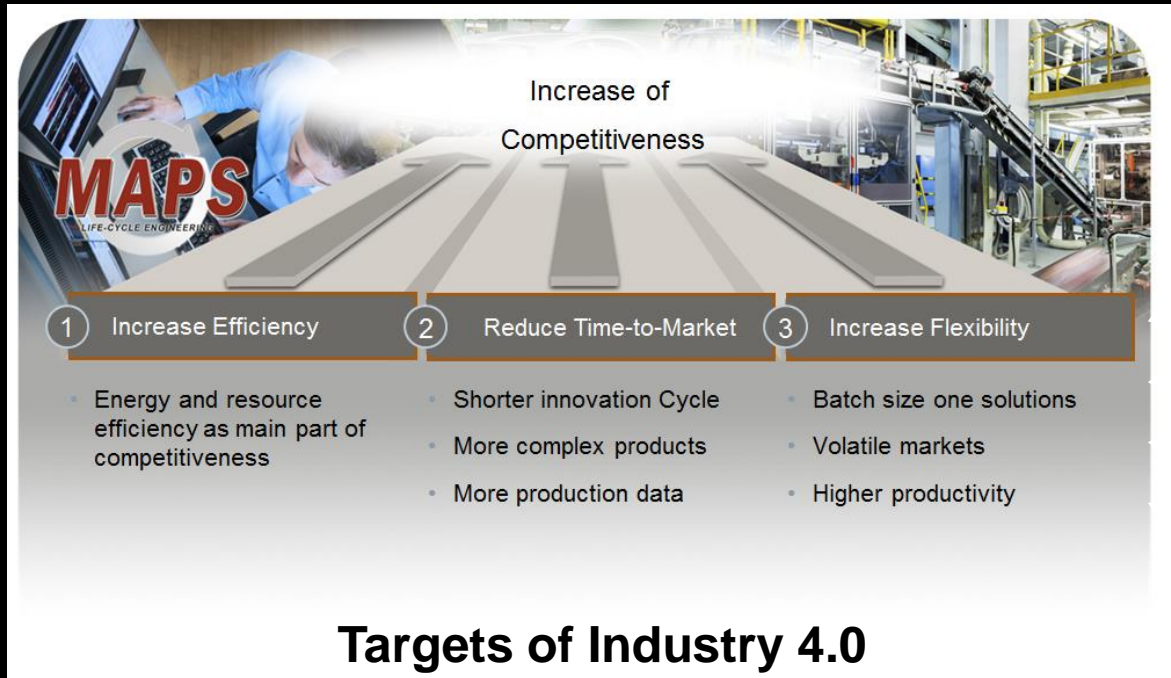 Increase of
Competitiveness
MAPS
LIFE-CYCLE ENGINEERING
1 Increase Efficiency
2 Reduce Time-to-Market
3 Increase Flexibility
• Energy and resource
efficiency as main part of
competitiveness
• Shorter innovation Cycle
• More complex products
• More production data
• Batch size one solutions
• Volatile markets
• Higher productivity
Targets of Industry 4.0